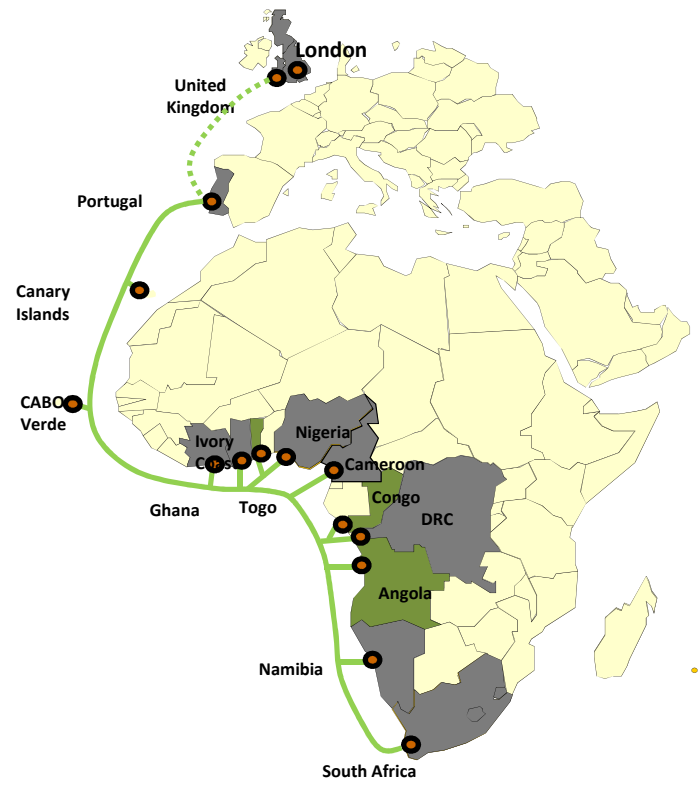 London
United
Kingdom
Portugal
Canary
Islands
CABO
Verde
Ivory
Coast
Nigeria
Cameroon
Congo
DRC
Ghana
Togo
Angola
Namibia
South Africa